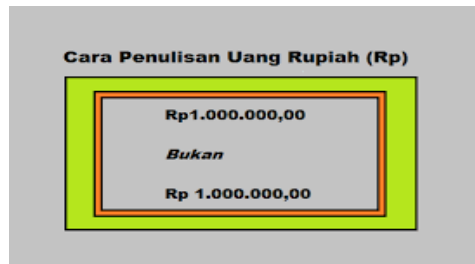 Cara Penulisan Uang Rupiah (Rp)
Rp1.000.000,00
Bukan
Rp 1.000.000,00